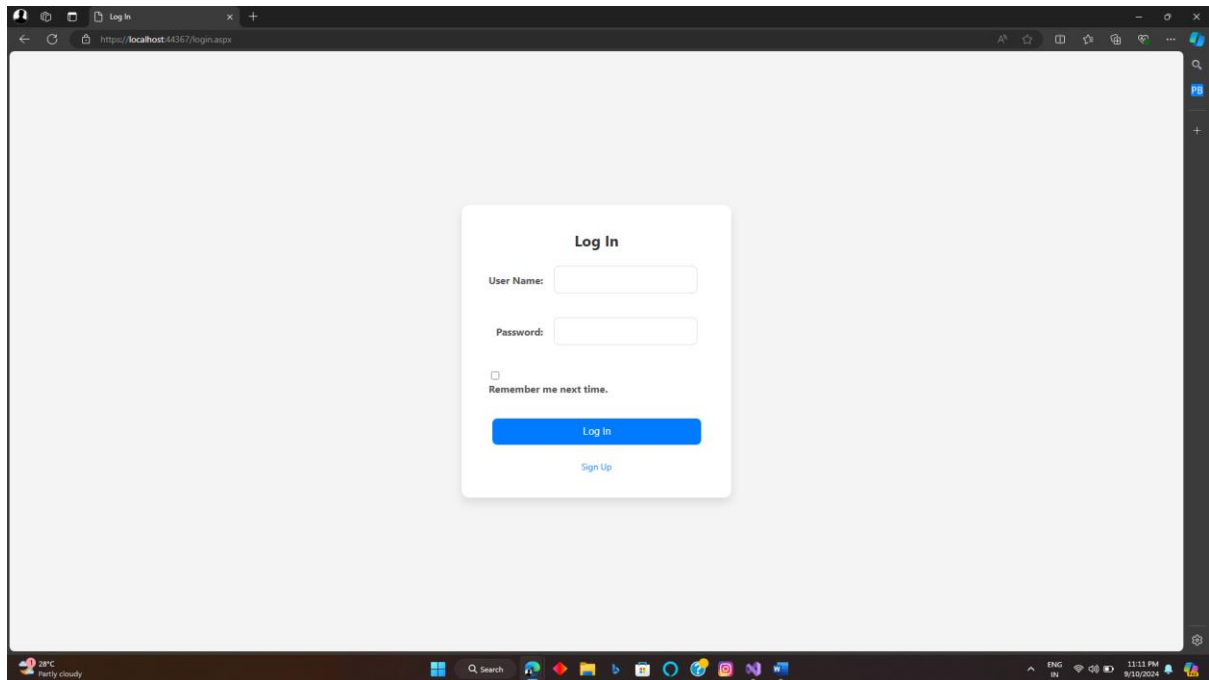 Log In
https://localhost:44367/login.aspx
PB
Log In
User Name:
Password:
Remember me next time.
Log In
Sign Up
28°C
Partly cloudy
Search
ENG
IN
11:11 PM
9/10/2024